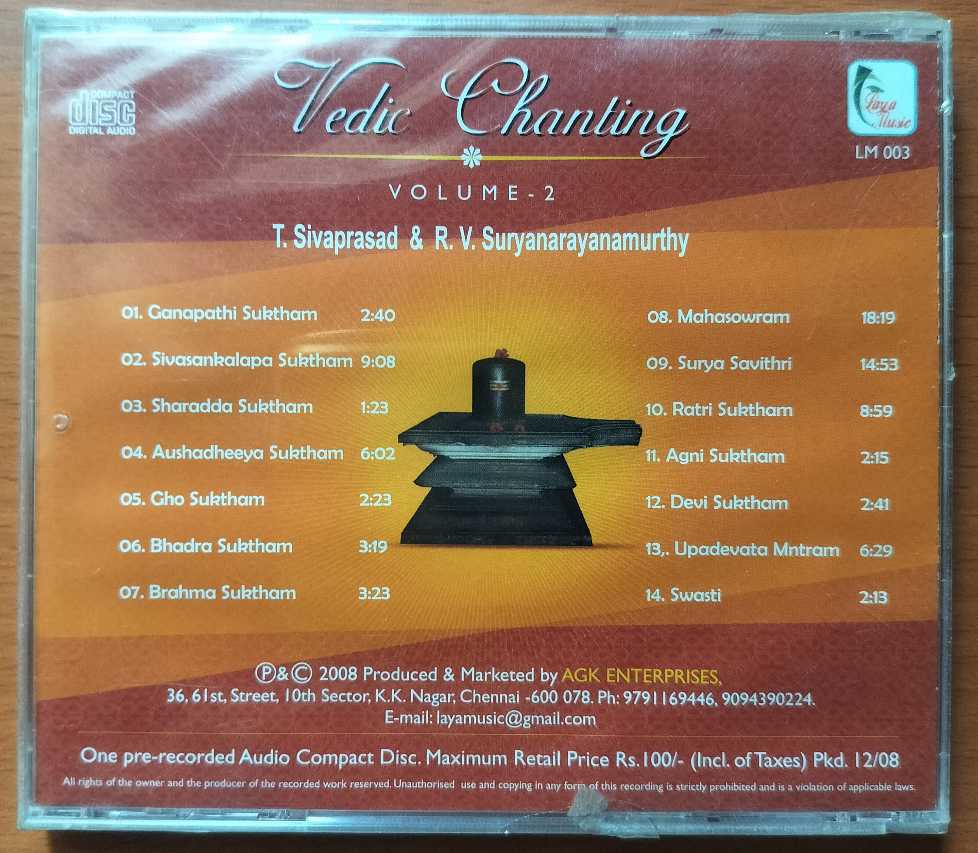 COMPACT
disc
DIGITAL AUDIO
Vedic Chanting
Laya
Music
LM 003
VOLUME - 2
T. Sivaprasad & R. V. Suryanarayanamurthy
01. Ganapathi Suktham 2:40
02. Sivasankalapa Suktham 9:08
03. Sharadda Suktham 1:23
04. Aushadheeya Suktham 6:02
05. Gho Suktham 2:23
06. Bhadra Suktham 3:19
07. Brahma Suktham 3:23
08. Mahasowram 18:19
09. Surya Savithri 14:53
10. Ratri Suktham 8:59
11. Agni Suktham 2:15
12. Devi Suktham 2:41
13,. Upadevata Mntram 6:29
14. Swasti 2:13
Ⓟ&© 2008 Produced & Marketed by AGK ENTERPRISES,
36, 61st, Street, 10th Sector, K.K. Nagar, Chennai -600 078. Ph: 9791169446, 9094390224.
E-mail: layamusic@gmail.com
One pre-recorded Audio Compact Disc. Maximum Retail Price Rs.100/- (Incl. of Taxes) Pkd. 12/08
All rights of the owner and the producer of the recorded work reserved. Unauthorised use and copying in any form of this recording is strictly prohibited and is a violation of applicable laws.